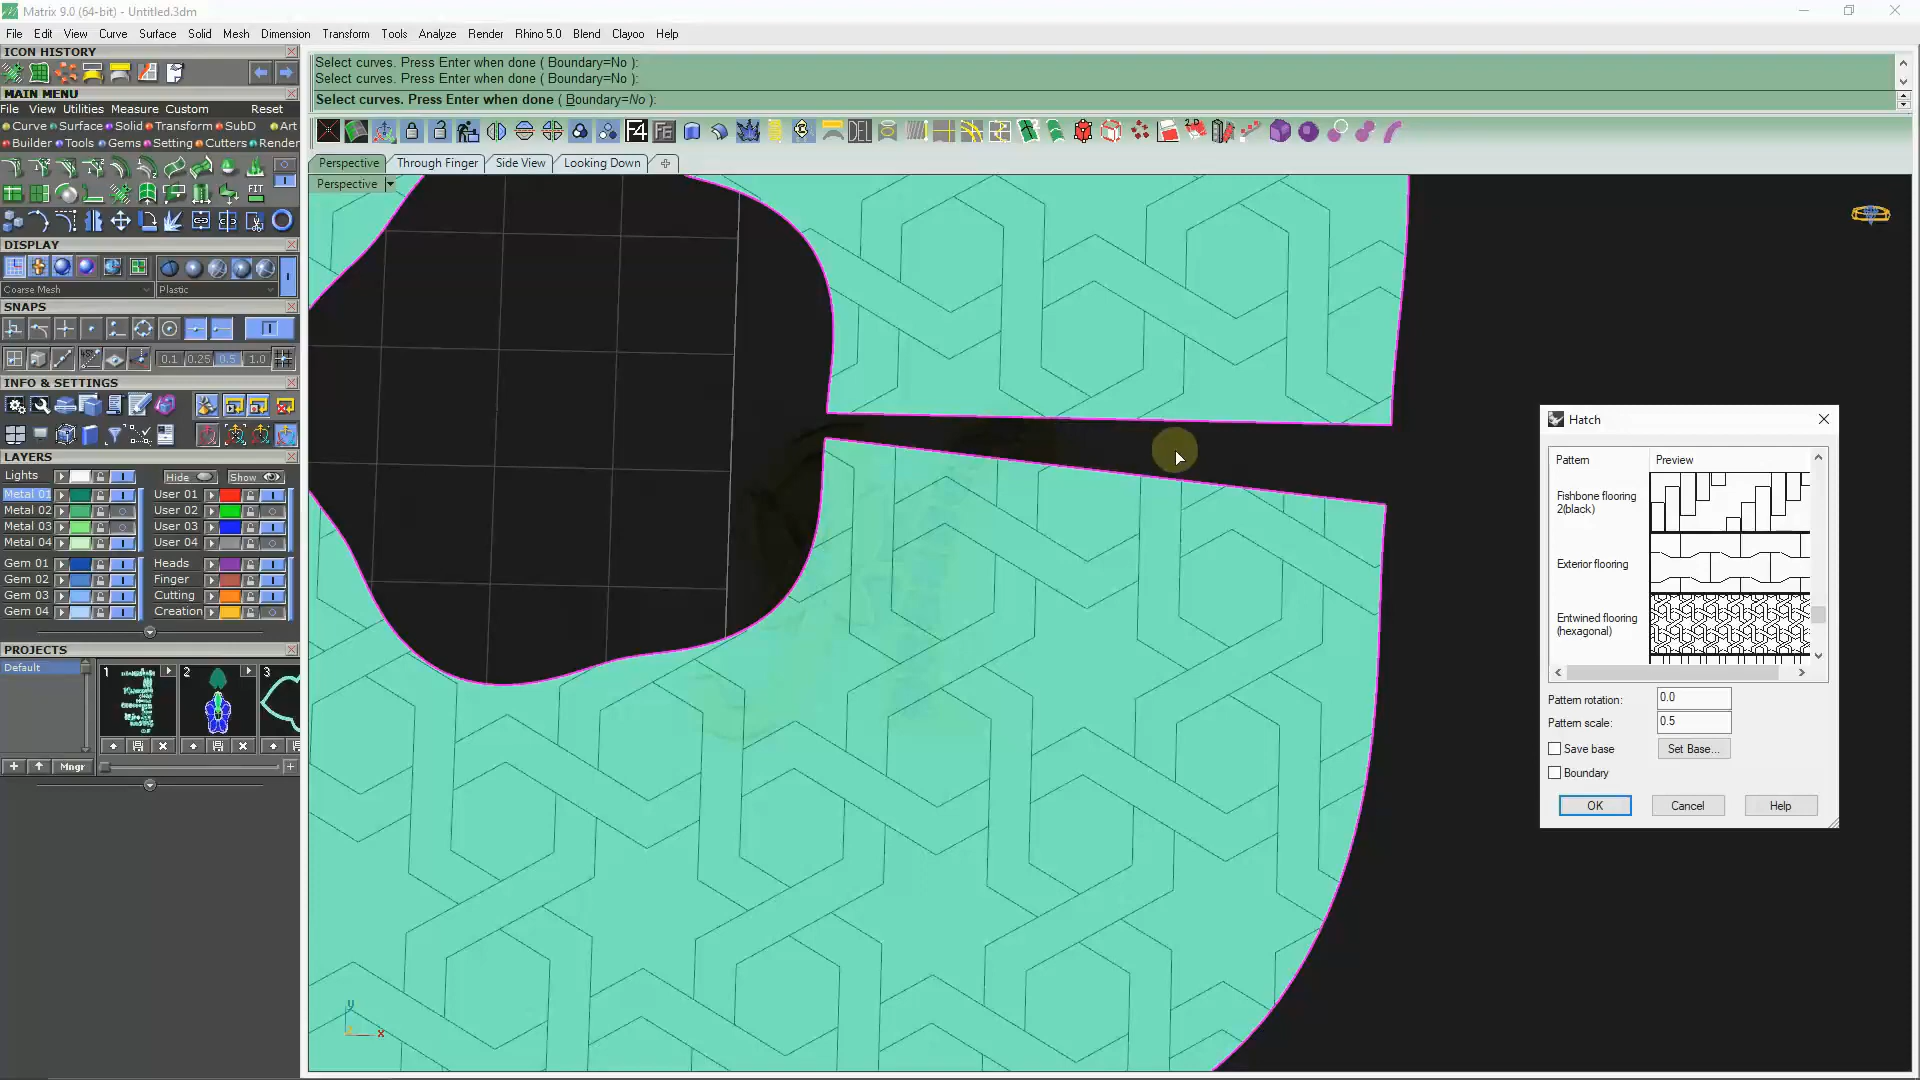 Matrix 9.0 (64-bit) - Untitled.3dm
File Edit View Curve Surface Solid Mesh Dimension Transform Tools Analyze Render Rhino 5.0 Blend Clayoo Help
ICON HISTORY
Select curves. Press Enter when done ( Boundary=No ):
Select curves. Press Enter when done ( Boundary=No ):
Select curves. Press Enter when done ( Boundary=No ):
MAIN MENU
File View Utilities Measure Custom Reset
Curve Surface Solid Transform SubD Art
Builder Tools Gems Setting Cutters Render
F4 F6 DEL 2D
Perspective Through Finger Side View Looking Down
Perspective
FIT
DISPLAY
Coarse Mesh Plastic
SNAPS
0.1 0.25 0.5 1.0
INFO & SETTINGS
LAYERS
Lights Hide Show
Metal 01 User 01
Metal 02 User 02
Metal 03 User 03
Metal 04 User 04
Gem 01 Heads
Gem 02 Finger
Gem 03 Cutting
Gem 04 Creation
PROJECTS
Default
1 2 3
Mngr
y
x
Hatch
Pattern Preview
Fishbone flooring
2(black)
Exterior flooring
Entwined flooring
(hexagonal)
Pattern rotation: 0.0
Pattern scale: 0.5
Save base Set Base...
Boundary
OK Cancel Help